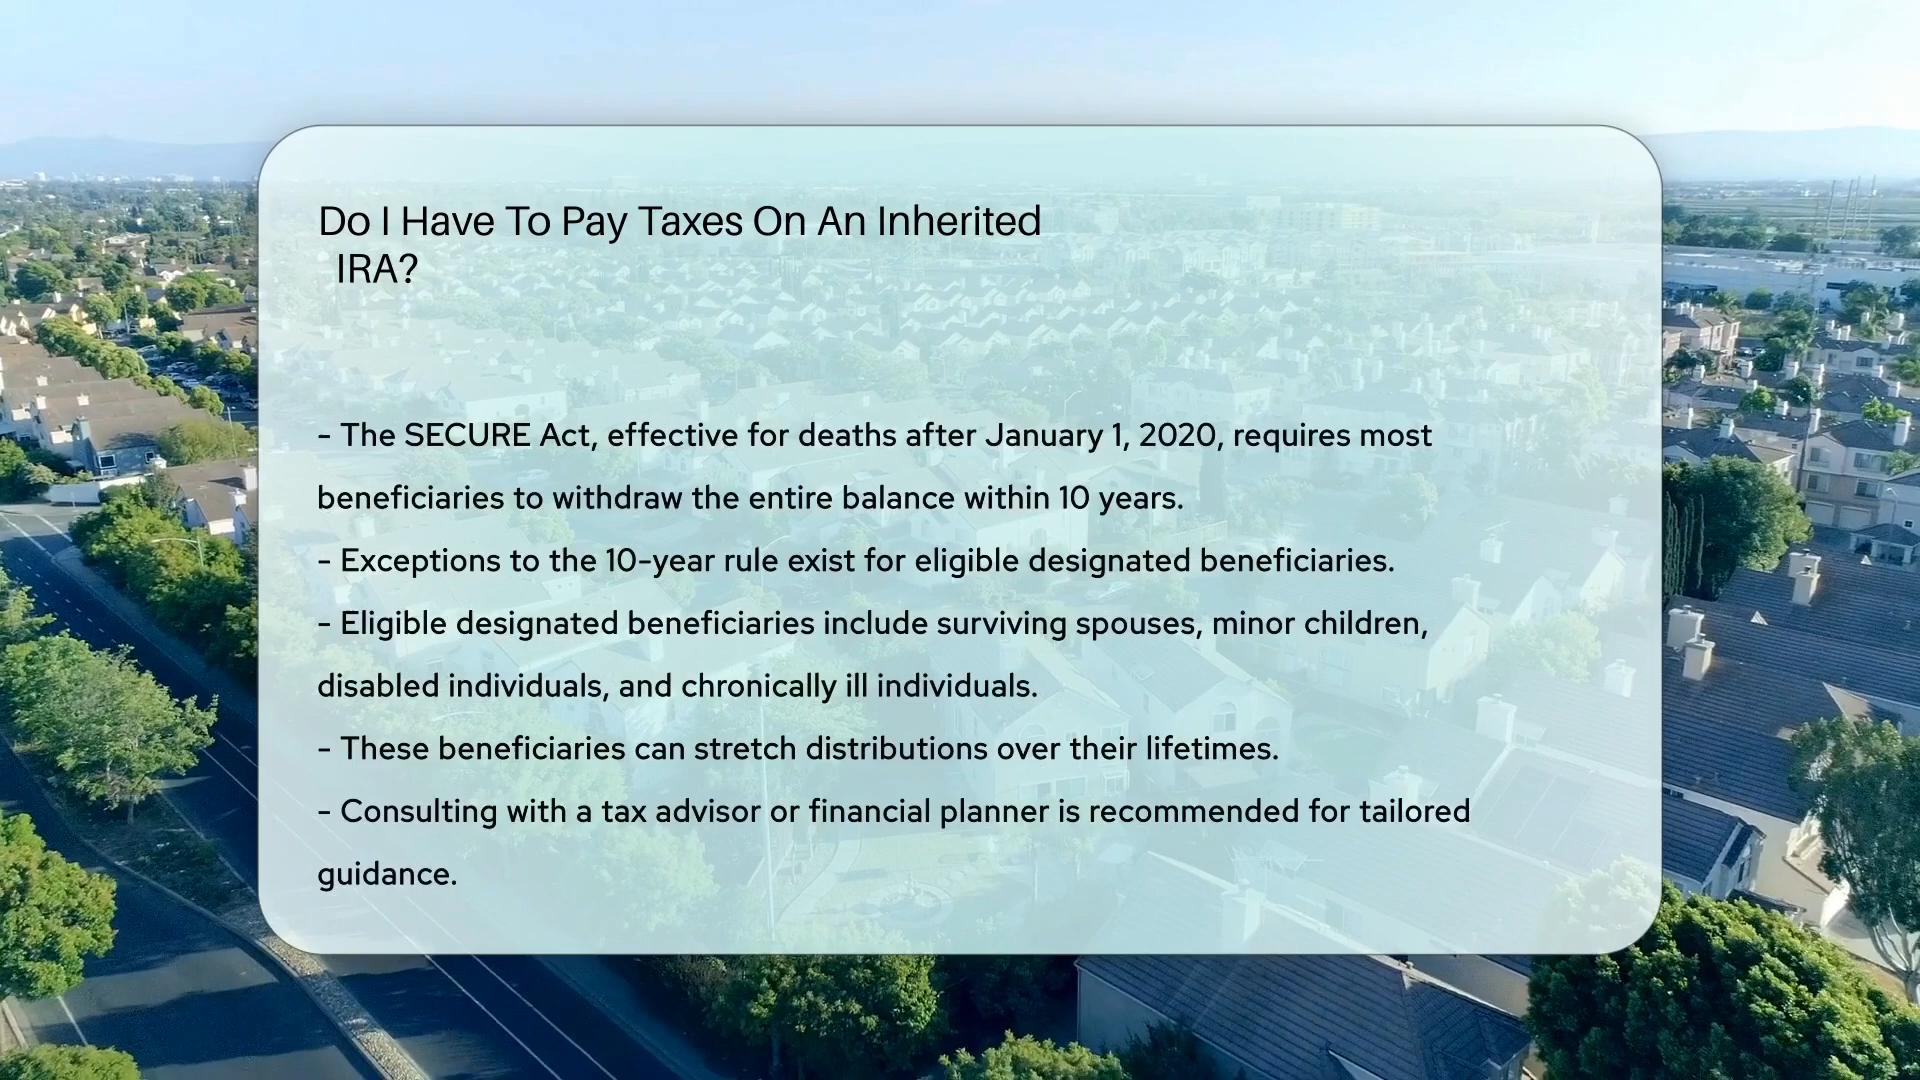 Do I Have To Pay Taxes On An Inherited
IRA?
- The SECURE Act, effective for deaths after January 1, 2020, requires most
beneficiaries to withdraw the entire balance within 10 years.
- Exceptions to the 10-year rule exist for eligible designated beneficiaries.
- Eligible designated beneficiaries include surviving spouses, minor children,
disabled individuals, and chronically ill individuals.
- These beneficiaries can stretch distributions over their lifetimes.
- Consulting with a tax advisor or financial planner is recommended for tailored
guidance.